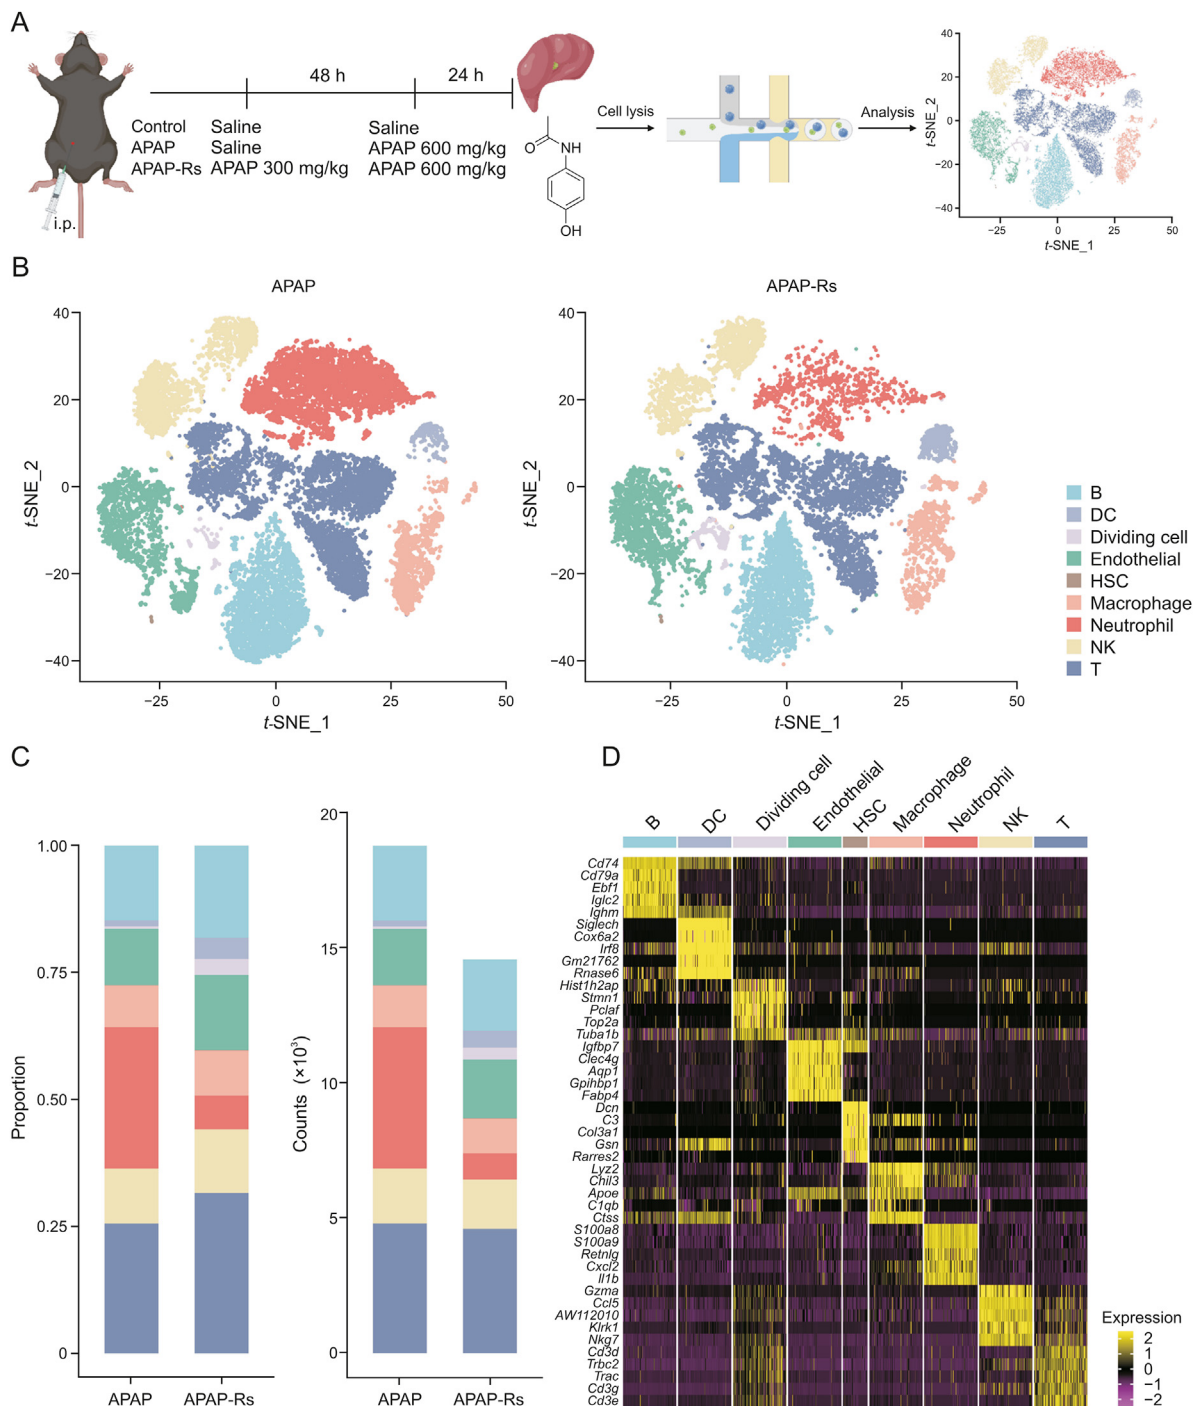 A
48 h
24 h
Control Saline Saline
APAP Saline APAP 600 mg/kg
APAP-Rs APAP 300 mg/kg APAP 600 mg/kg
i.p.
O
NH
OH
Cell lysis
Analysis
40
20
0
−20
−40
t-SNE_2
−25 0 25 50
t-SNE_1
B
APAP
40
20
0
−20
−40
t-SNE_2
−25 0 25 50
t-SNE_1
APAP-Rs
40
20
0
−20
−40
t-SNE_2
−25 0 25 50
t-SNE_1
B
DC
Dividing cell
Endothelial
HSC
Macrophage
Neutrophil
NK
T
C
Proportion
1.00
0.75
0.50
0.25
0
APAP APAP-Rs
Counts (×10³)
20
15
10
5
0
APAP APAP-Rs
D
B DC Dividing cell Endothelial HSC Macrophage Neutrophil NK T
Cd74
Cd79a
Ebf1
Iglc2
Ighm
Siglech
Cox6a2
Irf8
Gm21762
Rnase6
Hist1h2ap
Stmn1
Pclaf
Top2a
Tuba1b
Igfbp7
Clec4g
Aqp1
Gpihbp1
Fabp4
Dcn
C3
Col3a1
Gsn
Rarres2
Lyz2
Chil3
Apoe
C1qb
Ctss
S100a8
S100a9
Retnlg
Cxcl2
Il1b
Gzma
Ccl5
AW112010
Klrk1
Nkg7
Cd3d
Trbc2
Trac
Cd3g
Cd3e
Expression
2
1
0
−1
−2